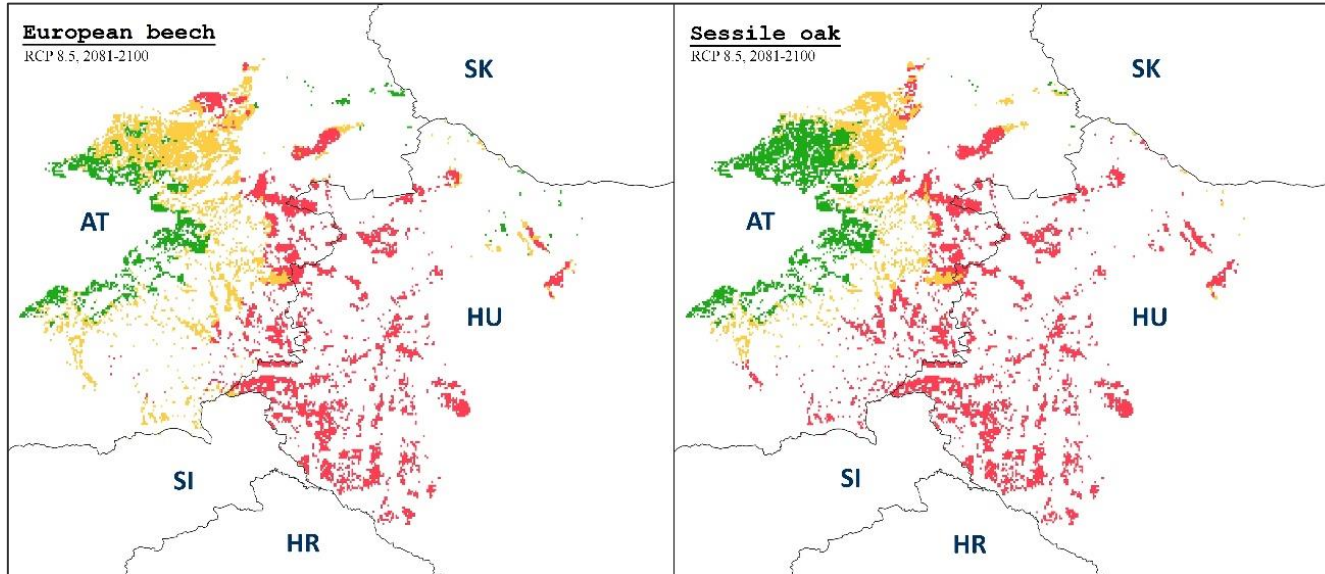 European beech
RCP 8.5, 2081-2100
SK
AT
HU
SI
HR
Sessile oak
RCP 8.5, 2081-2100
SK
AT
HU
SI
HR